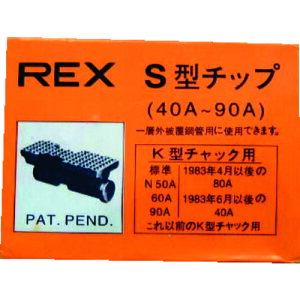 REX S型チップ
(40A~90A)
一層外被覆鋼管用に使用できます。
K型チャック用
標準 1983年4月以後の
N50A 80A
60A 1983年6月以後の
90A 40A
これ以前のK型チャック用
PAT. PEND.